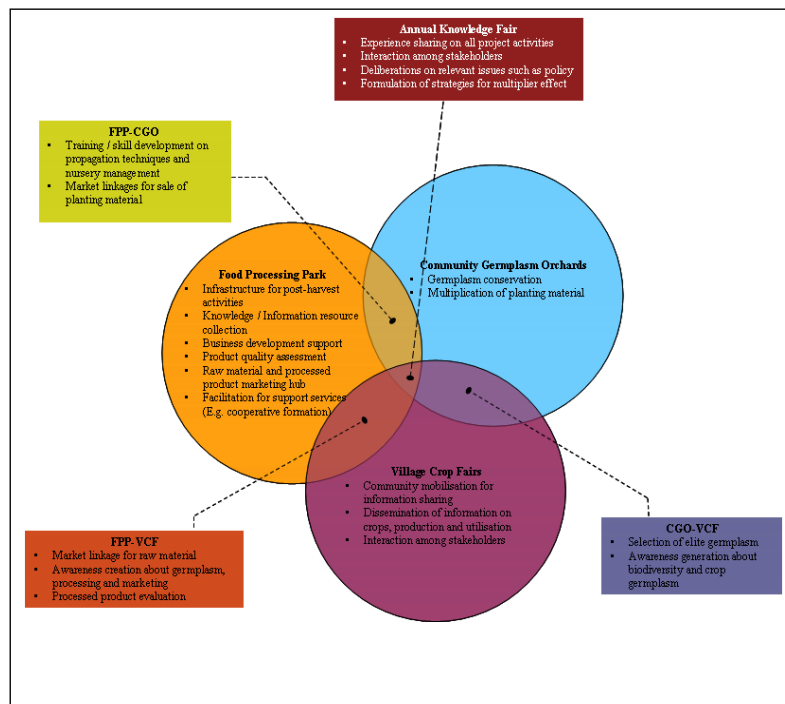 Annual Knowledge Fair
▪ Experience sharing on all project activities
▪ Interaction among stakeholders
▪ Deliberations on relevant issues such as policy
▪ Formulation of strategies for multiplier effect
FPP-CGO
▪ Training / skill development on
propagation techniques and
nursery management
▪ Market linkages for sale of
planting material
Community Germplasm Orchards
▪ Germplasm conservation
▪ Multiplication of planting material
Food Processing Park
▪ Infrastructure for post-harvest
activities
▪ Knowledge / Information resource
collection
▪ Business development support
▪ Product quality assessment
▪ Raw material and processed
product marketing hub
▪ Facilitation for support services
(E.g. cooperative formation)
Village Crop Fairs
▪ Community mobilisation for
information sharing
▪ Dissemination of information on
crops, production and utilisation
▪ Interaction among stakeholders
FPP-VCF
▪ Market linkage for raw material
▪ Awareness creation about germplasm,
processing and marketing
▪ Processed product evaluation
CGO-VCF
▪ Selection of elite germplasm
▪ Awareness generation about
biodiversity and crop
germplasm